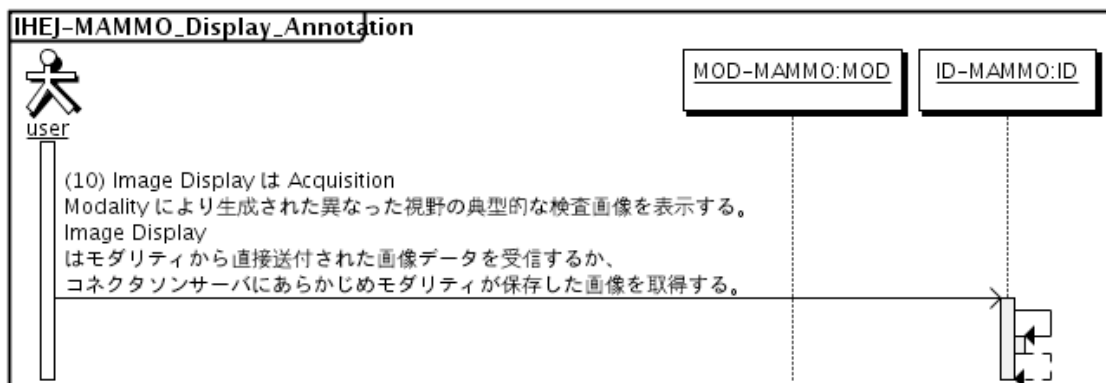 IHEJ-MAMMO_Display_Annotation
MOD-MAMMO:MOD
ID-MAMMO:ID
user
(10) Image Display は Acquisition
Modality により生成された異なった視野の典型的な検査画像を表示する。
Image Display
はモダリティから直接送付された画像データを受信するか、
コネクタソンサーバにあらかじめモダリティが保存した画像を取得する。